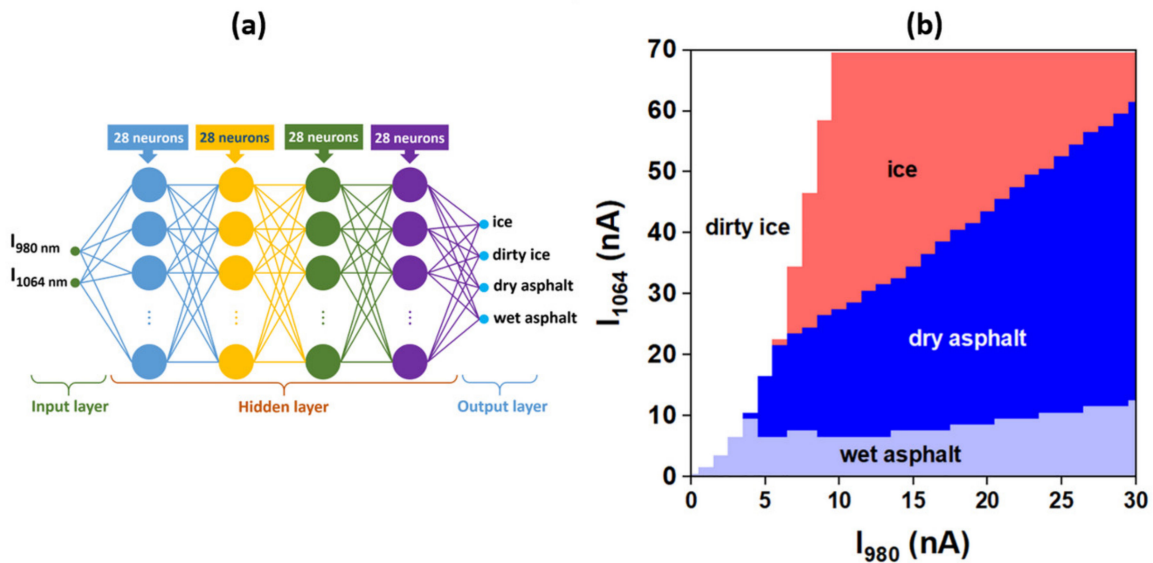 (a)
28 neurons 28 neurons 28 neurons 28 neurons
I980 nm
I1064 nm
ice
dirty ice
dry asphalt
wet asphalt
Input layer Hidden layer Output layer
(b)
70
60
50
40
30
20
10
0
I1064 (nA)
dirty ice
ice
dry asphalt
wet asphalt
0 5 10 15 20 25 30
I980 (nA)